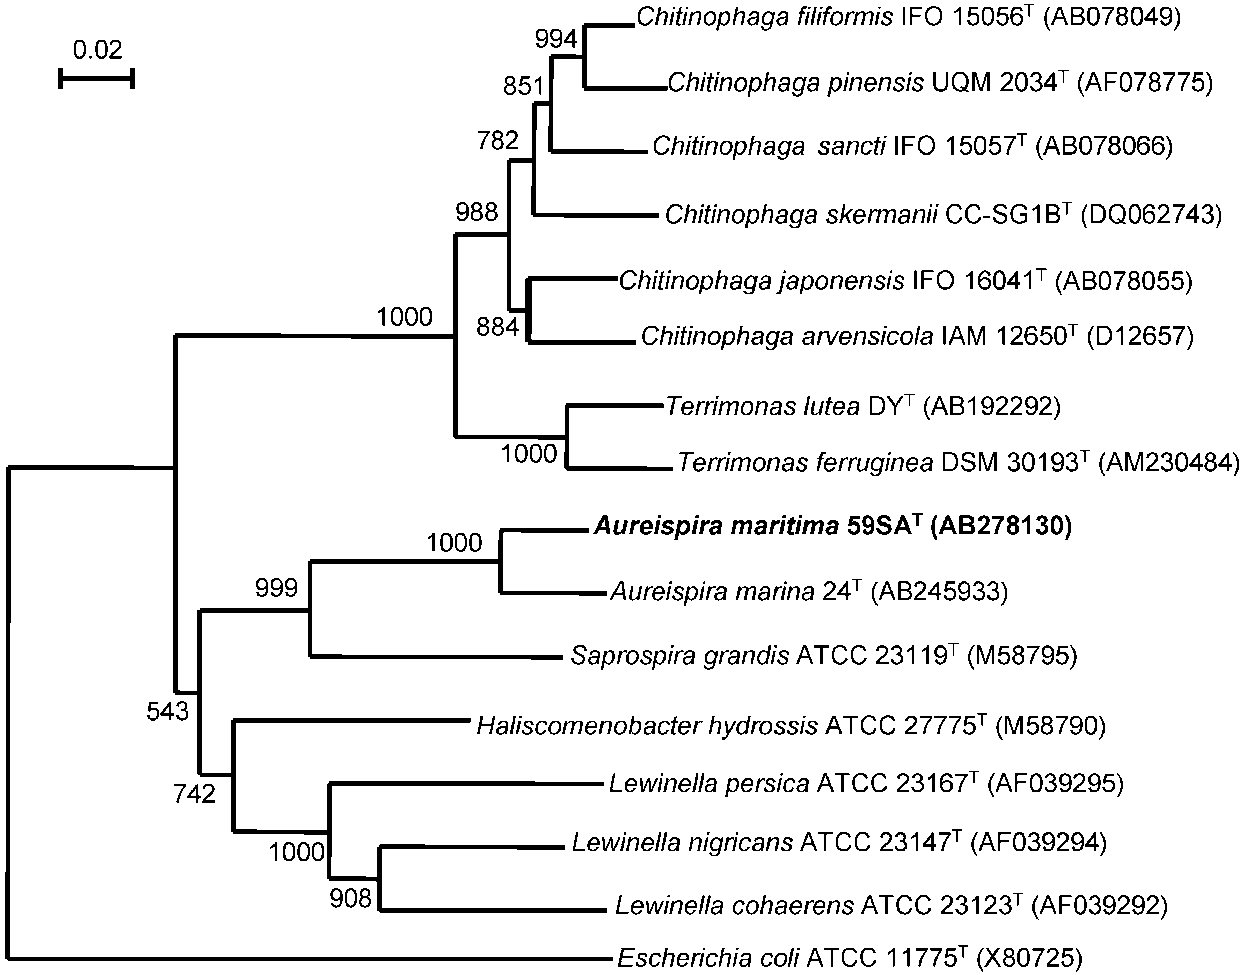 0.02
Chitinophaga filiformis IFO 15056ᵀ (AB078049)
994
Chitinophaga pinensis UQM 2034ᵀ (AF078775)
851
782
Chitinophaga sancti IFO 15057ᵀ (AB078066)
988
Chitinophaga skermanii CC-SG1Bᵀ (DQ062743)
Chitinophaga japonensis IFO 16041ᵀ (AB078055)
1000
884
Chitinophaga arvensicola IAM 12650ᵀ (D12657)
Terrimonas lutea DYᵀ (AB192292)
1000
Terrimonas ferruginea DSM 30193ᵀ (AM230484)
Aureispira maritima 59SAᵀ (AB278130)
1000
999
Aureispira marina 24ᵀ (AB245933)
Saprospira grandis ATCC 23119ᵀ (M58795)
543
Haliscomenobacter hydrossis ATCC 27775ᵀ (M58790)
742
Lewinella persica ATCC 23167ᵀ (AF039295)
1000
Lewinella nigricans ATCC 23147ᵀ (AF039294)
908
Lewinella cohaerens ATCC 23123ᵀ (AF039292)
Escherichia coli ATCC 11775ᵀ (X80725)